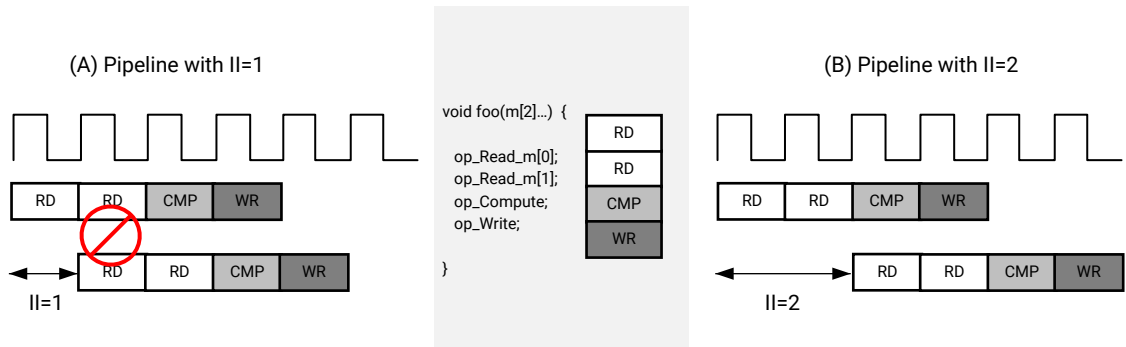 (A) Pipeline with II=1
RD RD CMP WR
RD RD CMP WR
II=1
void foo(m[2]...) {
op_Read_m[0];
op_Read_m[1];
op_Compute;
op_Write;
}
RD
RD
CMP
WR
(B) Pipeline with II=2
RD RD CMP WR
RD RD CMP WR
II=2